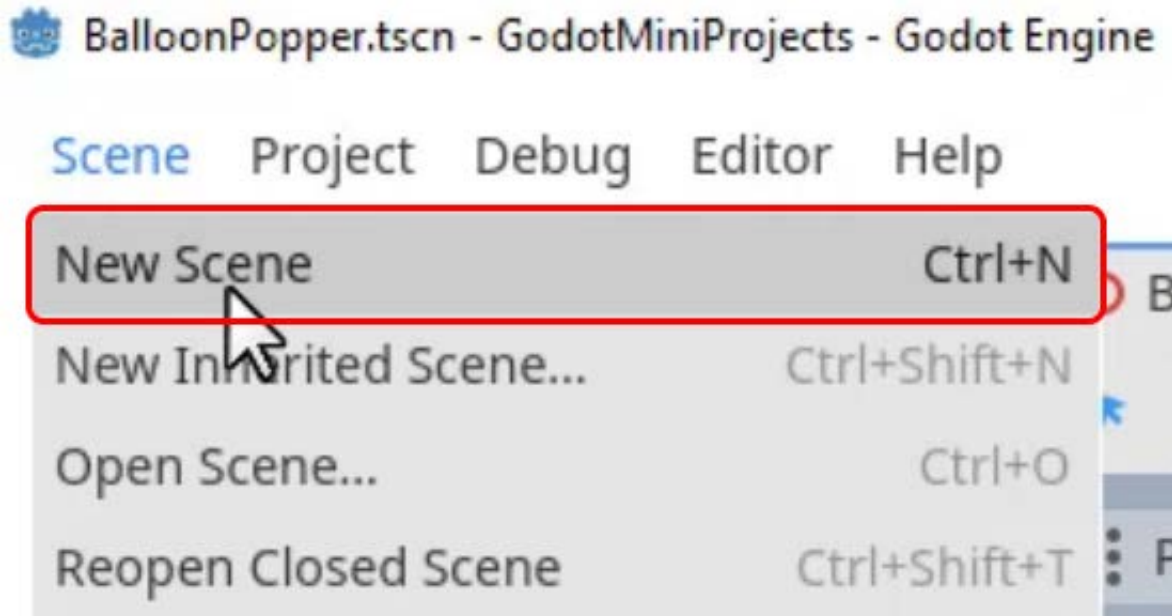 BalloonPopper.tscn - GodotMiniProjects - Godot Engine
Scene Project Debug Editor Help
New Scene Ctrl+N
B
New Inherited Scene... Ctrl+Shift+N
Open Scene... Ctrl+O
Reopen Closed Scene Ctrl+Shift+T